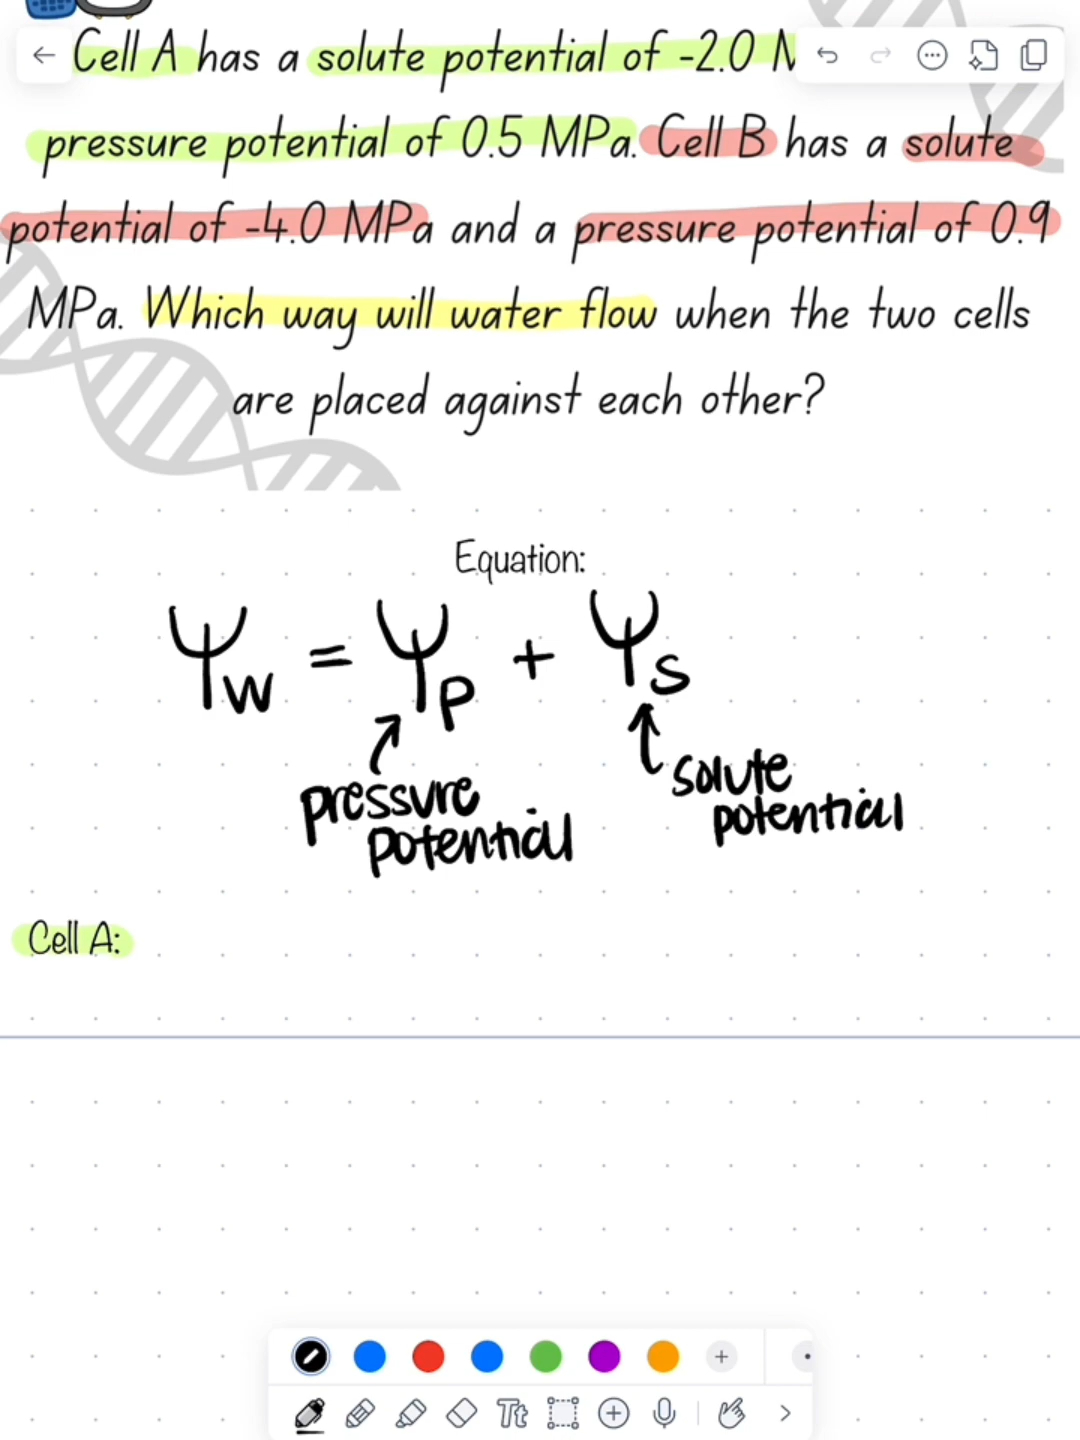 Cell A has a solute potential of -2.0
pressure potential of 0.5 MPa. Cell B has a solute
potential of -4.0 MPa and a pressure potential of 0.9
MPa. Which way will water flow when the two cells
are placed against each other?
Equation:
Ψw = Ψp + Ψs
pressure
potential
solute
potential
Cell A:
Tt